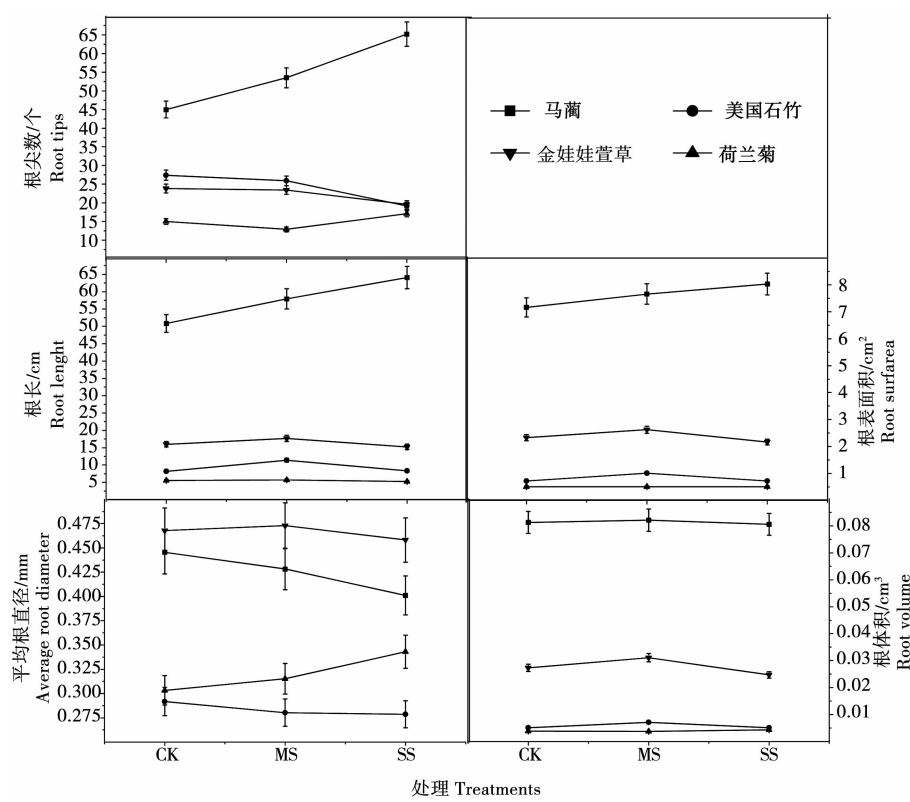 65
60
55
50
45
40
35
30
25
20
15
10
根尖数/个
Root tips
马蔺
美国石竹
金娃娃萱草
荷兰菊
65
60
55
50
45
40
35
30
25
20
15
10
5
根长/cm
Root lenght
8
7
6
5
4
3
2
1
根表面积/cm²
Root surfarea
0.475
0.450
0.425
0.400
0.375
0.350
0.325
0.300
0.275
平均根直径/mm
Average root diameter
0.08
0.07
0.06
0.05
0.04
0.03
0.02
0.01
根体积/cm³
Root volume
CK MS SS
CK MS SS
处理 Treatments